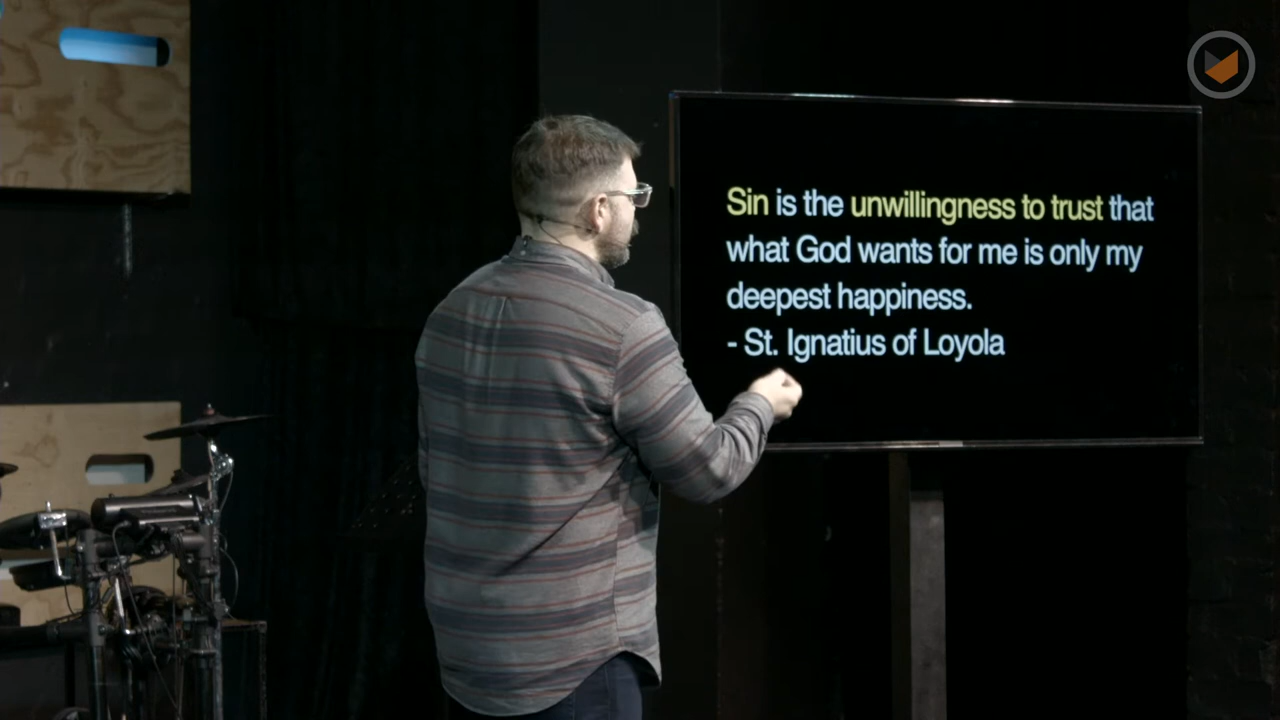 Sin is the unwillingness to trust that
what God wants for me is only my
deepest happiness.
- St. Ignatius of Loyola